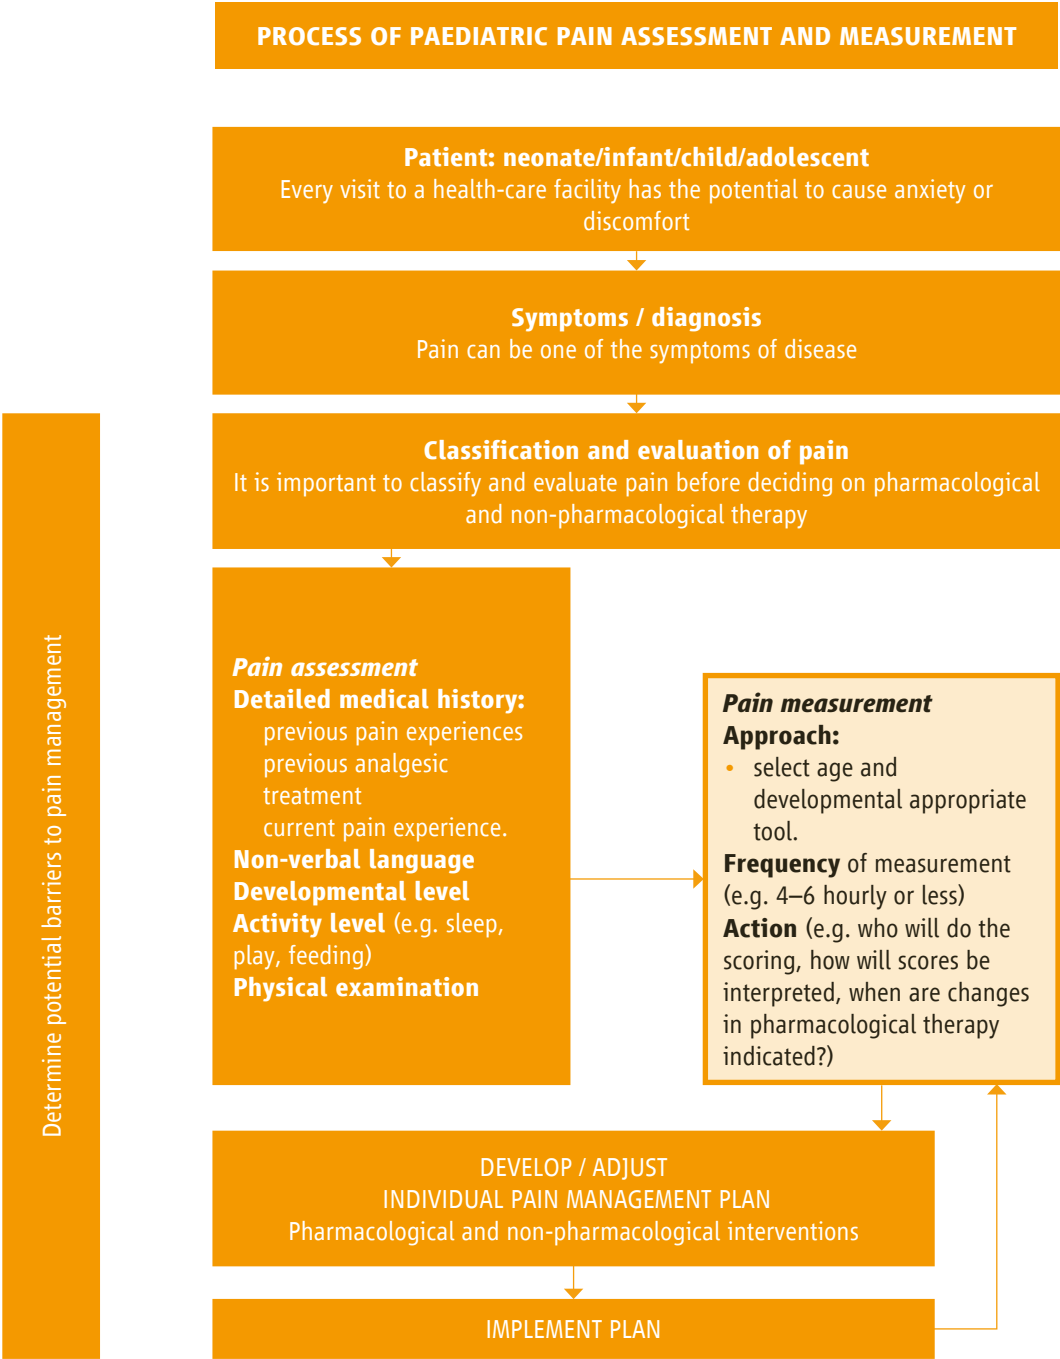 PROCESS OF PAEDIATRIC PAIN ASSESSMENT AND MEASUREMENT
Patient: neonate/infant/child/adolescent
Every visit to a health-care facility has the potential to cause anxiety or
discomfort
Symptoms / diagnosis
Pain can be one of the symptoms of disease
Classification and evaluation of pain
It is important to classify and evaluate pain before deciding on pharmacological
and non-pharmacological therapy
Determine potential barriers to pain management
Pain assessment
Detailed medical history:
previous pain experiences
previous analgesic
treatment
current pain experience.
Non-verbal language
Developmental level
Activity level (e.g. sleep,
play, feeding)
Physical examination
Pain measurement
Approach:
• select age and
developmental appropriate
tool.
Frequency of measurement
(e.g. 4–6 hourly or less)
Action (e.g. who will do the
scoring, how will scores be
interpreted, when are changes
in pharmacological therapy
indicated?)
DEVELOP / ADJUST
INDIVIDUAL PAIN MANAGEMENT PLAN
Pharmacological and non-pharmacological interventions
IMPLEMENT PLAN